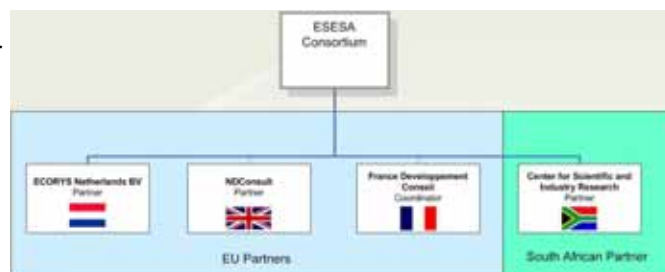 ESESA
Consortium
ECORYS Netherlands BV
Partner
NDConsult
Partner
France Developpement
Conseil
Coordinator
Center for Scientific and
Industry Research
Partner
EU Partners
South African Partner